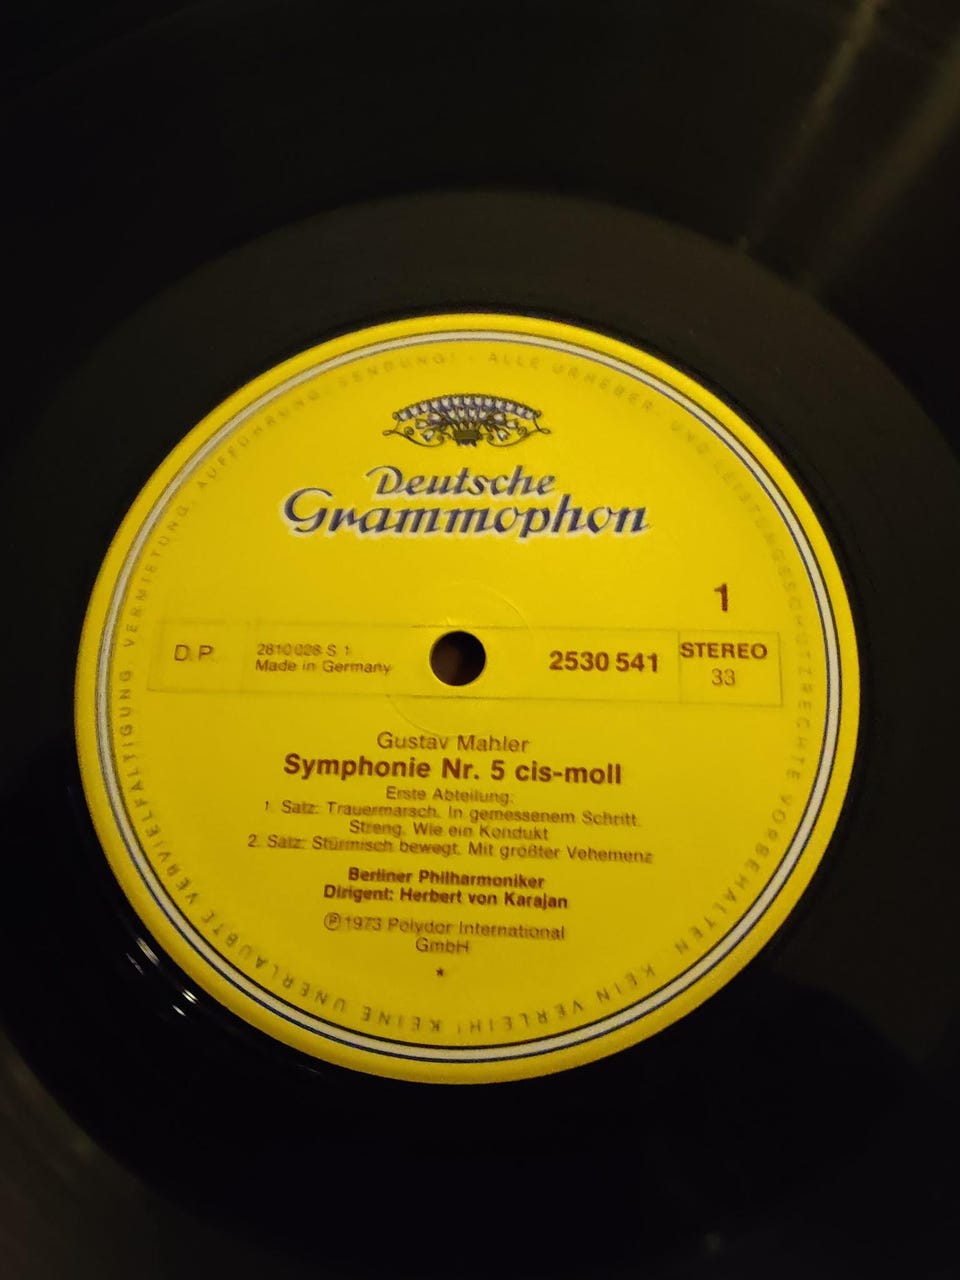 Deutsche
Grammophon
1
D.P.
2810 028 S 1
Made in Germany
2530 541
STEREO
33
Gustav Mahler
Symphonie Nr. 5 cis-moll
Erste Abteilung:
1. Satz: Trauermarsch. In gemessenem Schritt.
Streng. Wie ein Kondukt
2. Satz: Stürmisch bewegt. Mit größter Vehemenz
Berliner Philharmoniker
Dirigent: Herbert von Karajan
Ⓟ 1973 Polydor International
GmbH
*
ALLE URHEBER- UND LEISTUNGSSCHUTZRECHTE VORBEHALTEN. KEIN VERLEIH! KEINE UNERLAUBTE VERVIELFÄLTIGUNG, VERMIETUNG, AUFFÜHRUNG, SENDUNG!